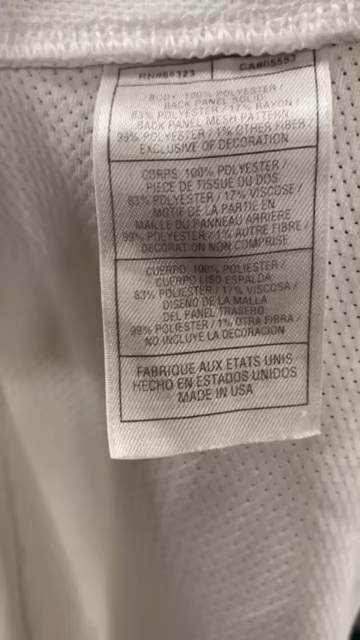 RN#56323 CA#05553
BODY: 100% POLYESTER/
BACK PANEL SOLID
83% POLYESTER / 17% RAYON/
BACK PANEL MESH PATTERN
99% POLYESTER / 1% OTHER FIBER
EXCLUSIVE OF DECORATION
CORPS 100% POLYESTER /
PIECE DE TISSUE DU DOS
83% POLYESTER / 17% VISCOSE /
MOTIF DE LA PARTIE EN
MAILLE DU PANNEAU ARRIERE
99% POLYESTER / 1% AUTRE FIBRE /
DECORATION NON COMPRISE
CUERPO: 100% POLIESTER /
CUERPO LISO ESPALDA
83% POLIESTER / 17% VISCOSA /
DISENO DE LA MALLA
DEL PANEL TRASERO
99% POLIESTER / 1% OTRA FIBRA /
NO INCLUYE LA DECORACION
FABRIQUE AUX ETATS UNIS
HECHO EN ESTADOS UNIDOS
MADE IN USA